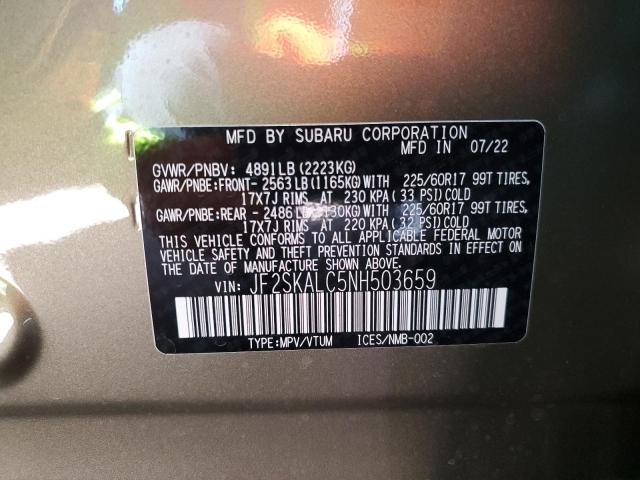 MFD BY SUBARU CORPORATION
MFD IN 07/22
GVWR/PNBV: 4891LB (2223KG)
GAWR/PNBE:FRONT- 2563LB(1165KG)WITH 225/60R17 99T TIRES,
17X7J RIMS AT 230 KPA(33 PSI)COLD
GAWR/PNBE:REAR - 2486LB 130KG)WITH 225/60R17 99T TIRES,
17X7J RIMS AT 220 KPA(32 PSI)COLD
THIS VEHICLE CONFORMS TO ALL APPLICABLE FEDERAL MOTOR
VEHICLE SAFETY AND THEFT PREVENTION STANDARDS IN EFFECT
ON THE DATE OF MANUFACTURE SHOWN ABOVE.
VIN: JF2SKALC5NH503659
TYPE:MPV/VTUM ICES/NMB-002